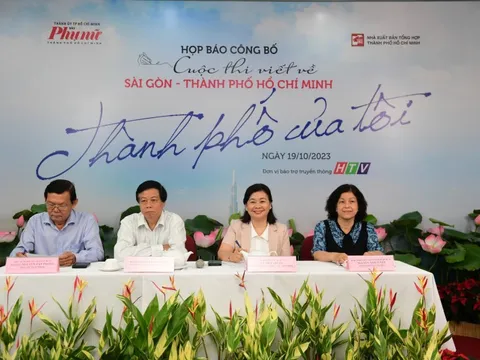 THÀNH ỦY TP HỒ CHÍ MINH
Phụ nữ
THÀNH PHỐ HỒ CHÍ MINH
NHÀ XUẤT BẢN TỔNG HỢP
THÀNH PHỐ HỒ CHÍ MINH
HỌP BÁO CÔNG BỐ
Cuộc thi viết về
SÀI GÒN - THÀNH PHỐ HỒ CHÍ MINH
Thành phố của tôi
NGÀY 19/10/2023
Đơn vị bảo trợ truyền thông HTV